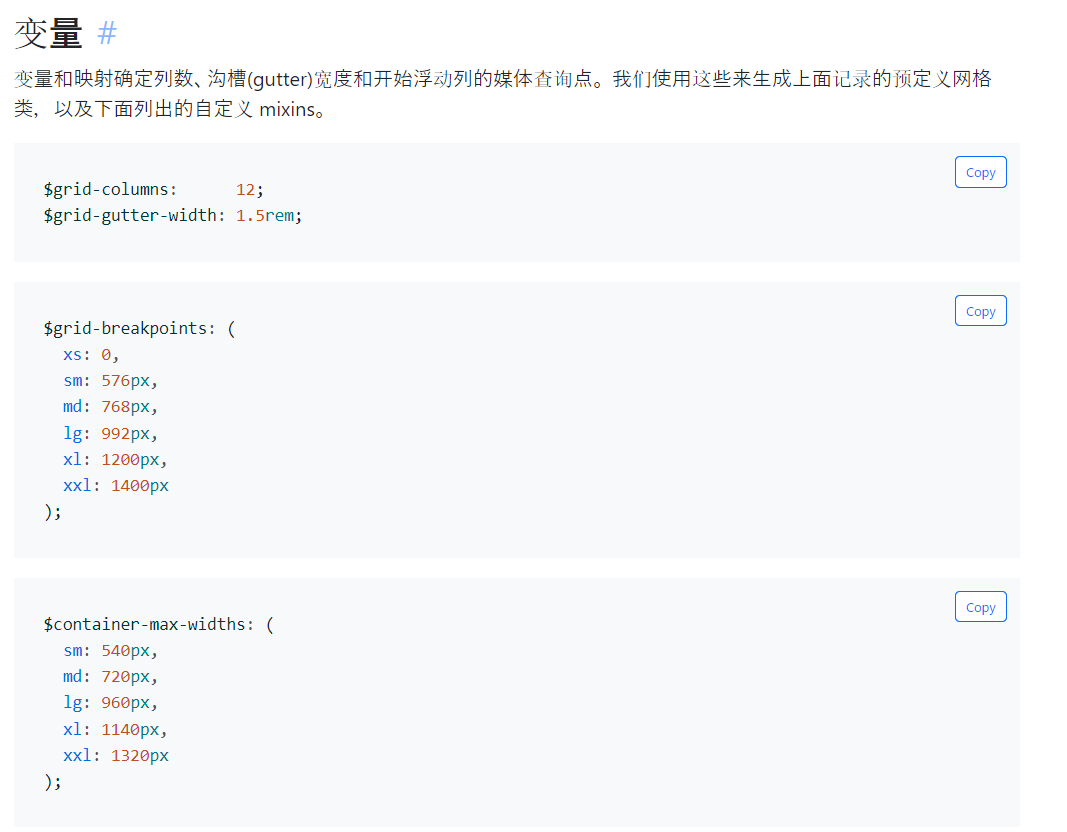 变量 #
变量和映射确定列数、沟槽(gutter)宽度和开始浮动列的媒体查询点。我们使用这些来生成上面记录的预定义网格
类，以及下面列出的自定义 mixins。
Copy
$grid-columns:      12;
$grid-gutter-width: 1.5rem;
Copy
$grid-breakpoints: (
  xs: 0,
  sm: 576px,
  md: 768px,
  lg: 992px,
  xl: 1200px,
  xxl: 1400px
);
Copy
$container-max-widths: (
  sm: 540px,
  md: 720px,
  lg: 960px,
  xl: 1140px,
  xxl: 1320px
);